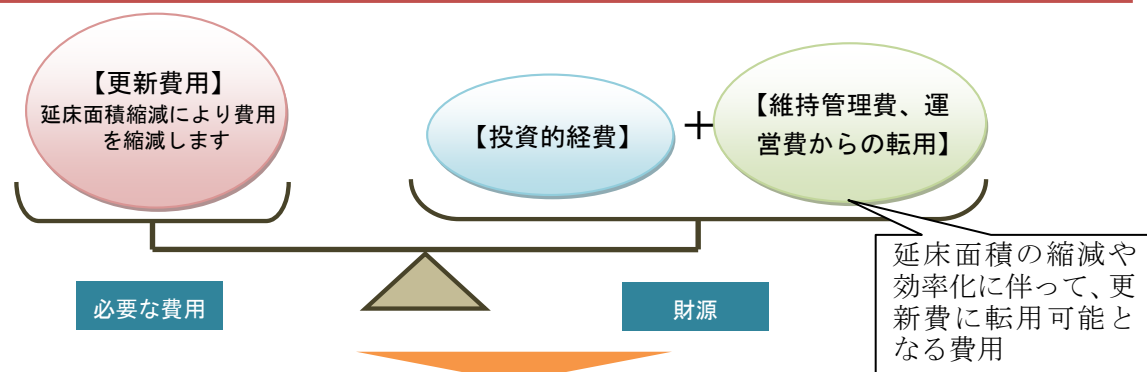 【更新費用】
延床面積縮減により費用
を縮減します
【投資的経費】
＋
【維持管理費、運
営費からの転用】
必要な費用
財源
延床面積の縮減や
効率化に伴って、更
新費に転用可能と
なる費用